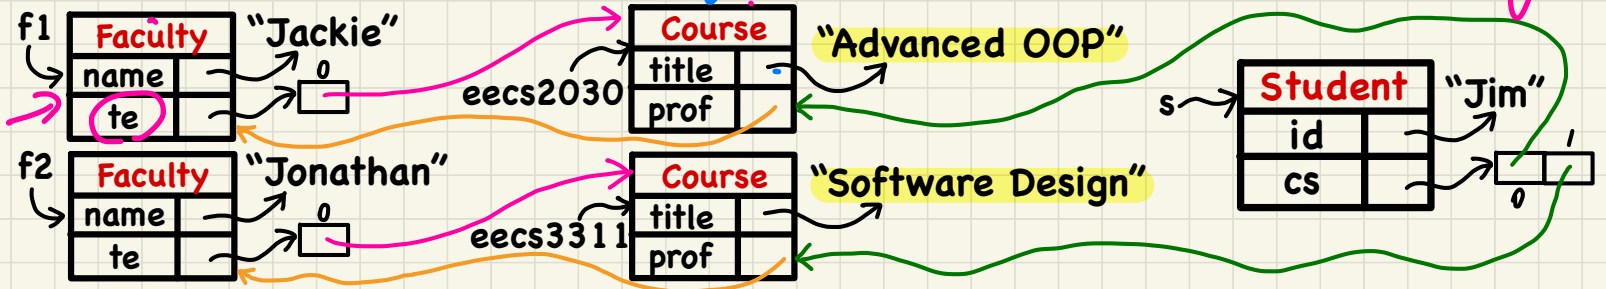 f1
Faculty
"Jackie"
name
te
0
Course
eecs2030
title
prof
"Advanced OOP"
s
Student
"Jim"
id
cs
0
1
f2
Faculty
"Jonathan"
name
te
0
Course
eecs3311
title
prof
"Software Design"